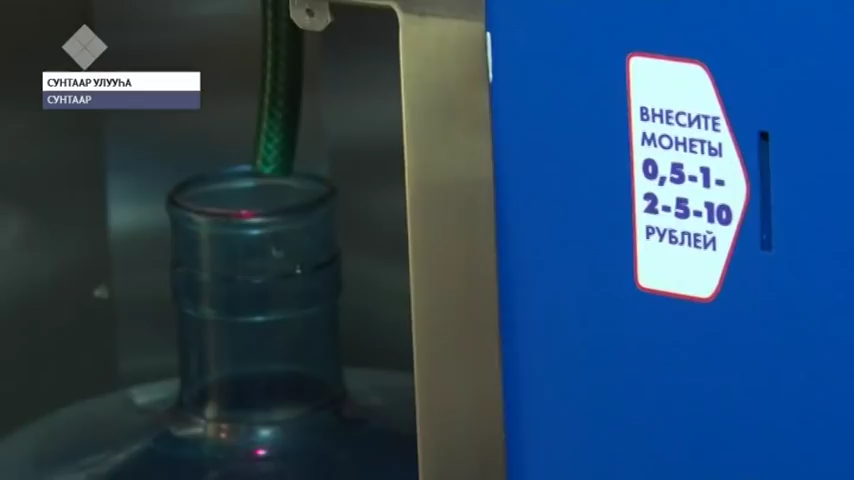 СУНТААР УЛУУҺА
СУНТААР
ВНЕСИТЕ
МОНЕТЫ
0,5-1-
2-5-10
РУБЛЕЙ